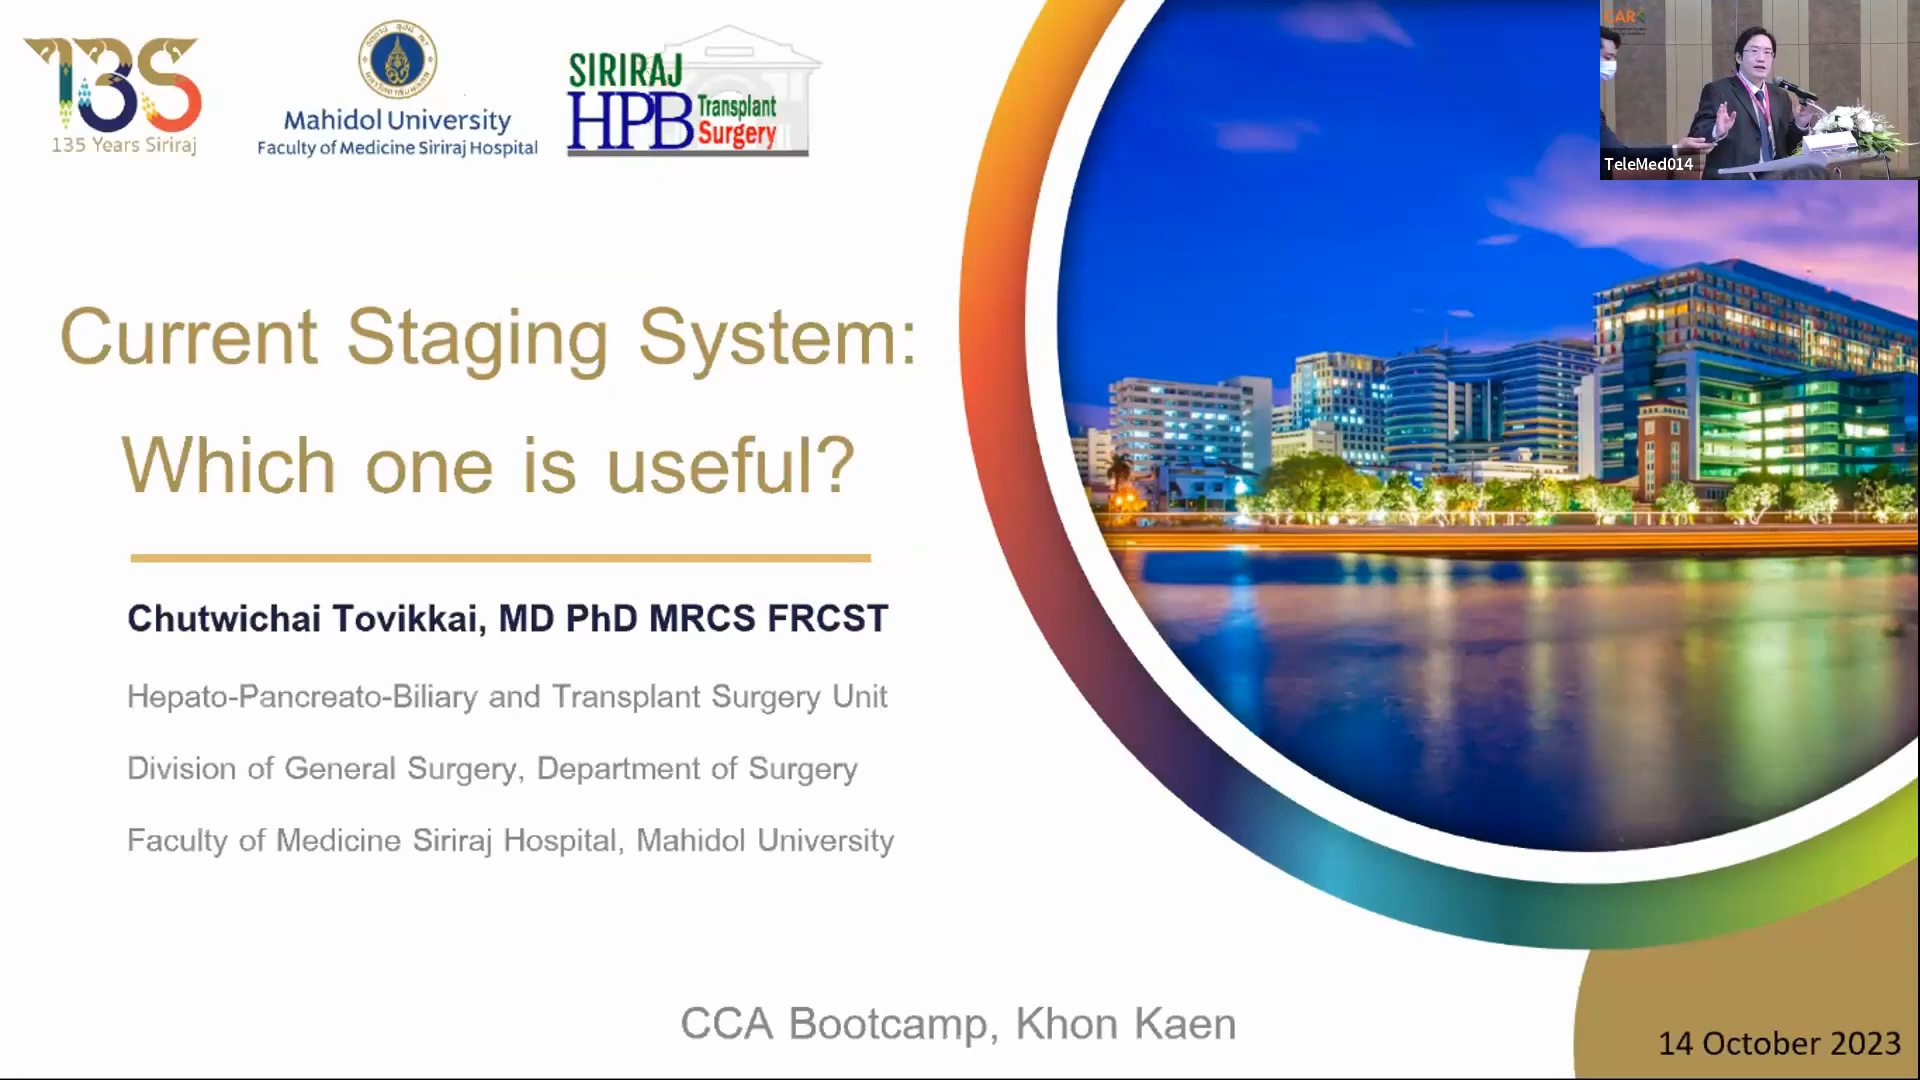 135
135 Years Siriraj
Mahidol University
Faculty of Medicine Siriraj Hospital
SIRIRAJ
HPB Transplant
Surgery
TeleMed014
Current Staging System:
Which one is useful?
Chutwichai Tovikkai, MD PhD MRCS FRCST
Hepato-Pancreato-Biliary and Transplant Surgery Unit
Division of General Surgery, Department of Surgery
Faculty of Medicine Siriraj Hospital, Mahidol University
CCA Bootcamp, Khon Kaen
14 October 2023